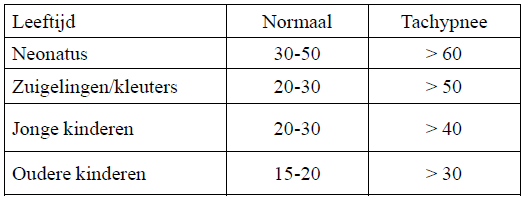 Leeftijd Normaal Tachypnee
Neonatus 30-50 > 60
Zuigelingen/kleuters 20-30 > 50
Jonge kinderen 20-30 > 40
Oudere kinderen 15-20 > 30